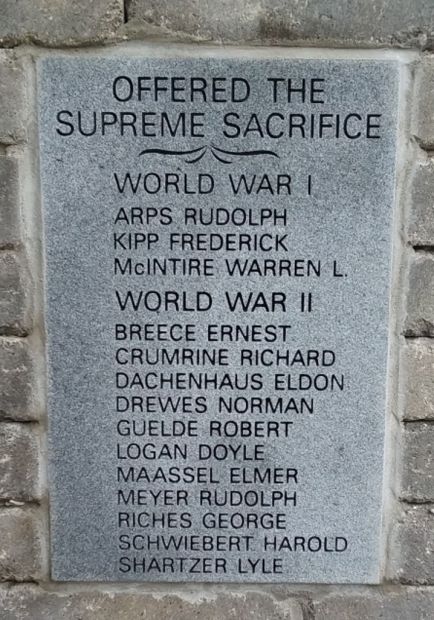 OFFERED THE
SUPREME SACRIFICE
WORLD WAR I
ARPS RUDOLPH
KIPP FREDERICK
McINTIRE WARREN L.
WORLD WAR II
BREECE ERNEST
CRUMRINE RICHARD
DACHENHAUS ELDON
DREWES NORMAN
GUELDE ROBERT
LOGAN DOYLE
MAASSEL ELMER
MEYER RUDOLPH
RICHES GEORGE
SCHWIEBERT HAROLD
SHARTZER LYLE